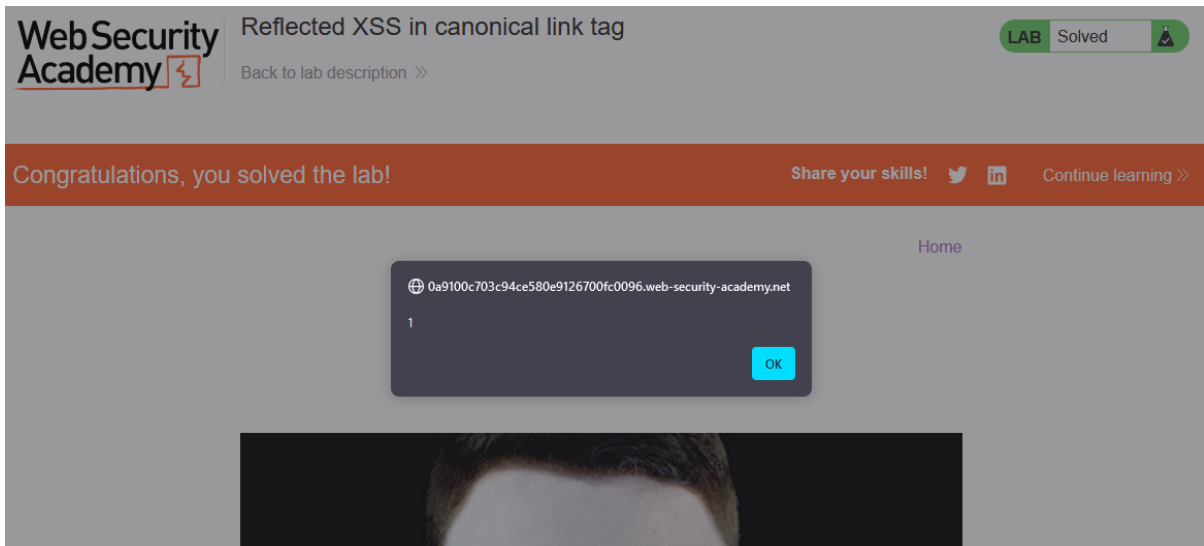 Web Security
Academy
Reflected XSS in canonical link tag
Back to lab description
LAB Solved
Congratulations, you solved the lab!
Share your skills!
in
Continue learning
Home
0a9100c703c94ce580e9126700fc0096.web-security-academy.net
1
OK